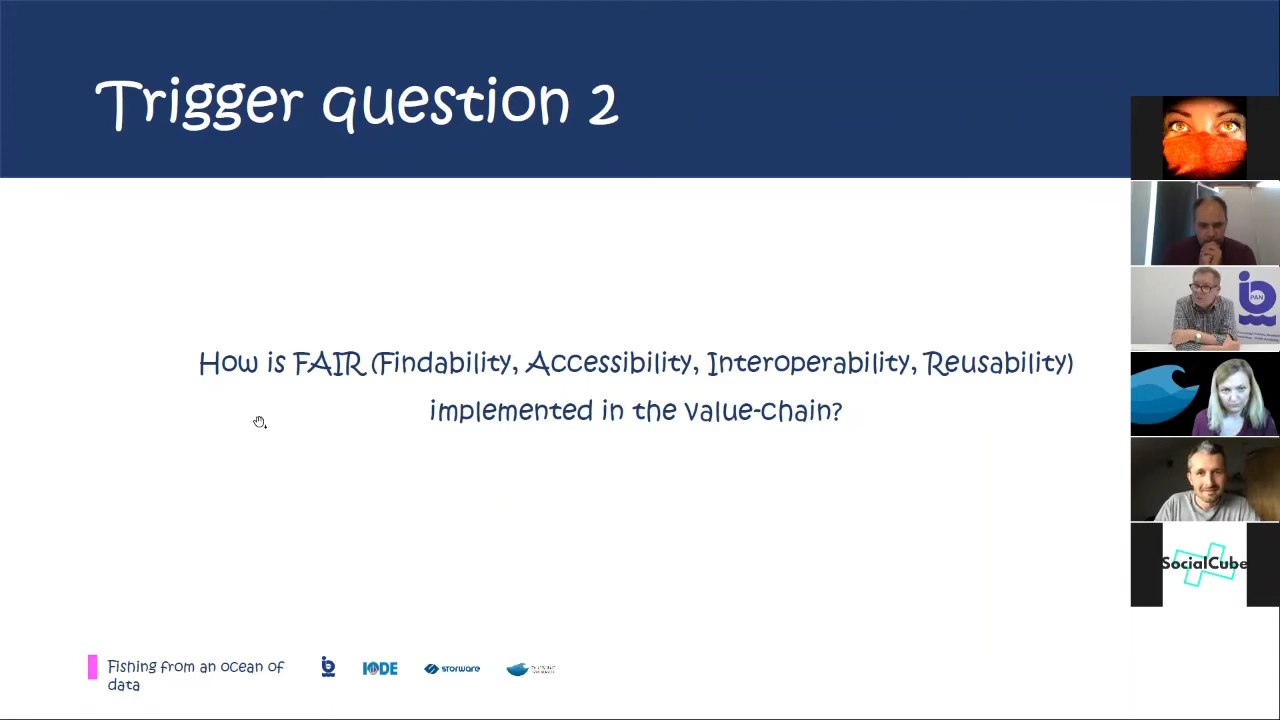 Trigger question 2
How is FAIR (Findability, Accessibility, Interoperability, Reusability)
implemented in the value-chain?
Fishing from an ocean of
data
IODE
STORWARE
PAN
SocialCube